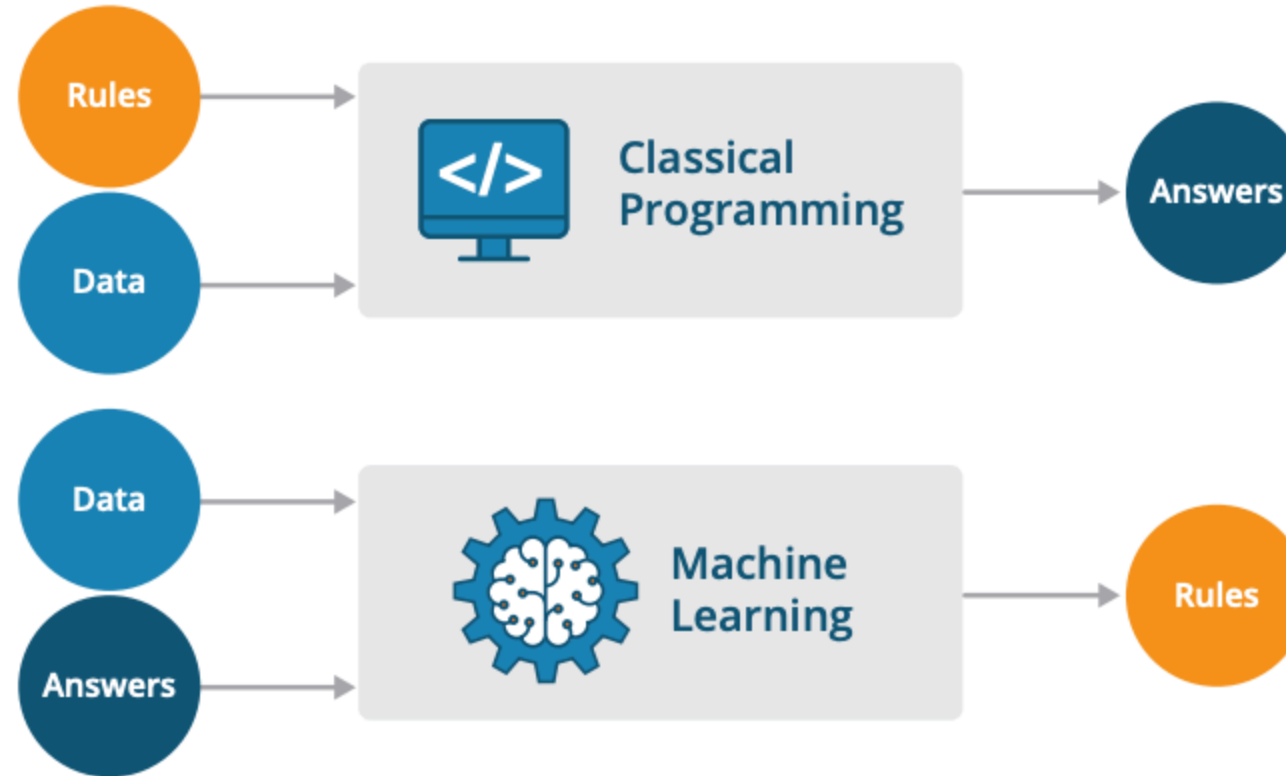 Rules
Data
</>
Classical
Programming
Answers
Data
Answers
Machine
Learning
Rules